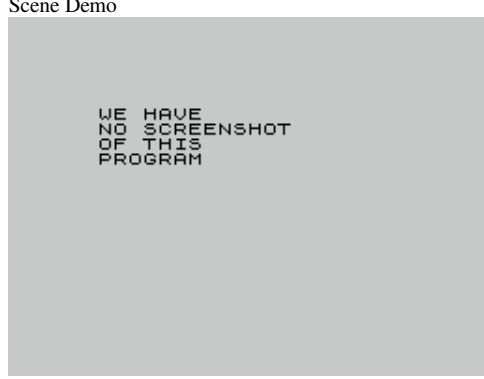 Scene Demo
WE HAVE
NO SCREENSHOT
OF THIS
PROGRAM